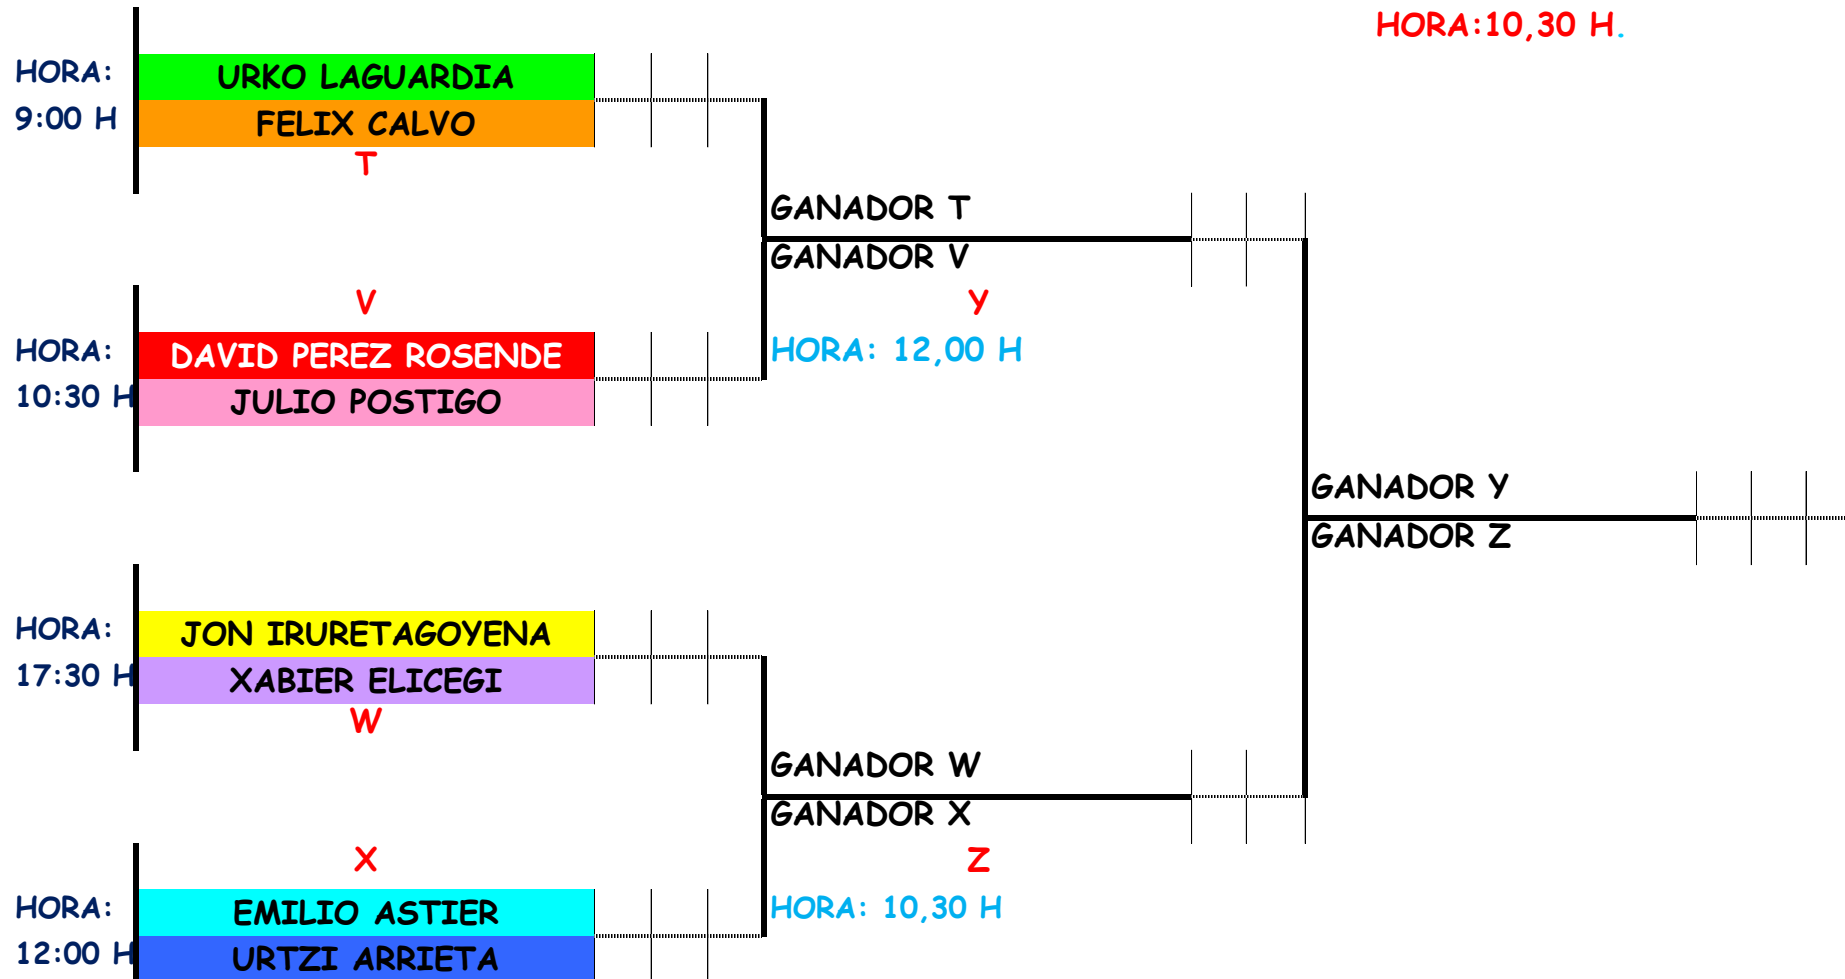 HORA:10,30 H.
HORA:
9:00 H
URKO LAGUARDIA
FELIX CALVO
T
GANADOR T
GANADOR V
Y
HORA: 12,00 H
V
HORA:
10:30 H
DAVID PEREZ ROSENDE
JULIO POSTIGO
GANADOR Y
GANADOR Z
HORA:
17:30 H
JON IRURETAGOYENA
XABIER ELICEGI
W
GANADOR W
GANADOR X
Z
HORA: 10,30 H
X
HORA:
12:00 H
EMILIO ASTIER
URTZI ARRIETA